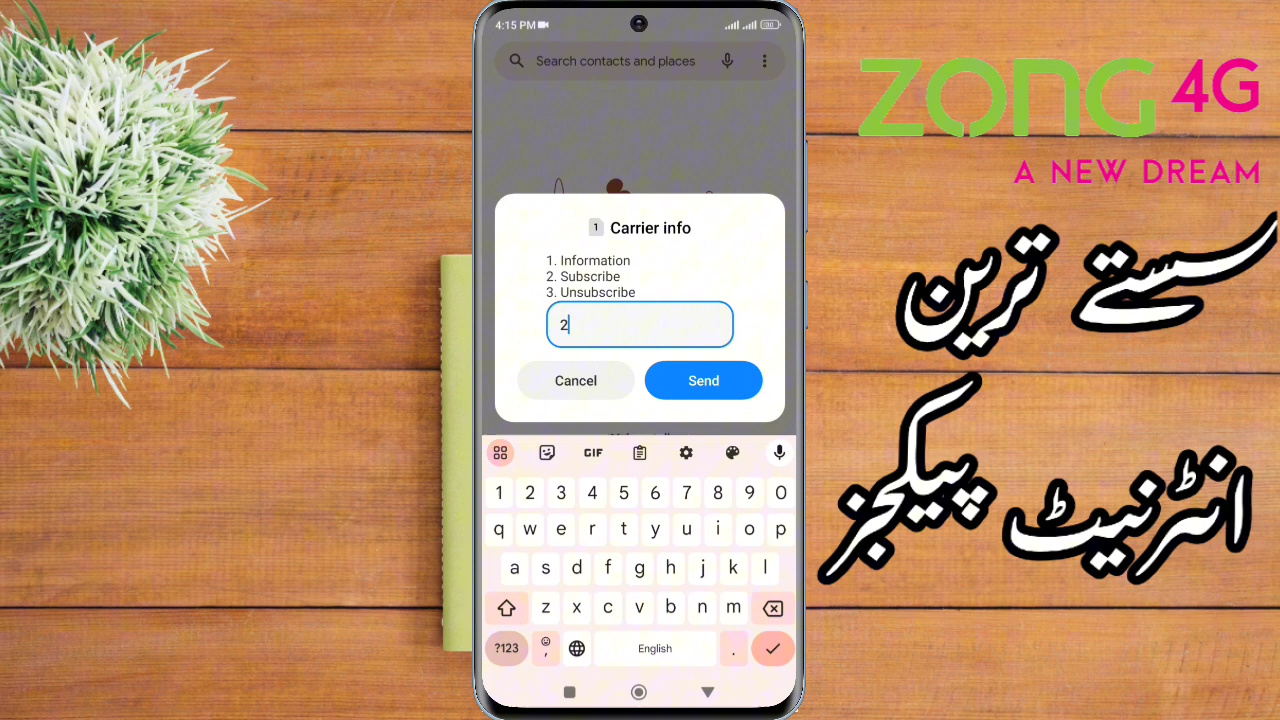 4:15 PM
Search contacts and places
1 Carrier info
1. Information
2. Subscribe
3. Unsubscribe
2
Cancel
Send
GIF
1 2 3 4 5 6 7 8 9 0
q w e r t y u i o p
a s d f g h j k l
z x c v b n m
?123 , English .
ZONG 4G
A NEW DREAM
سستے ترین
انٹرنیٹ پیکجز